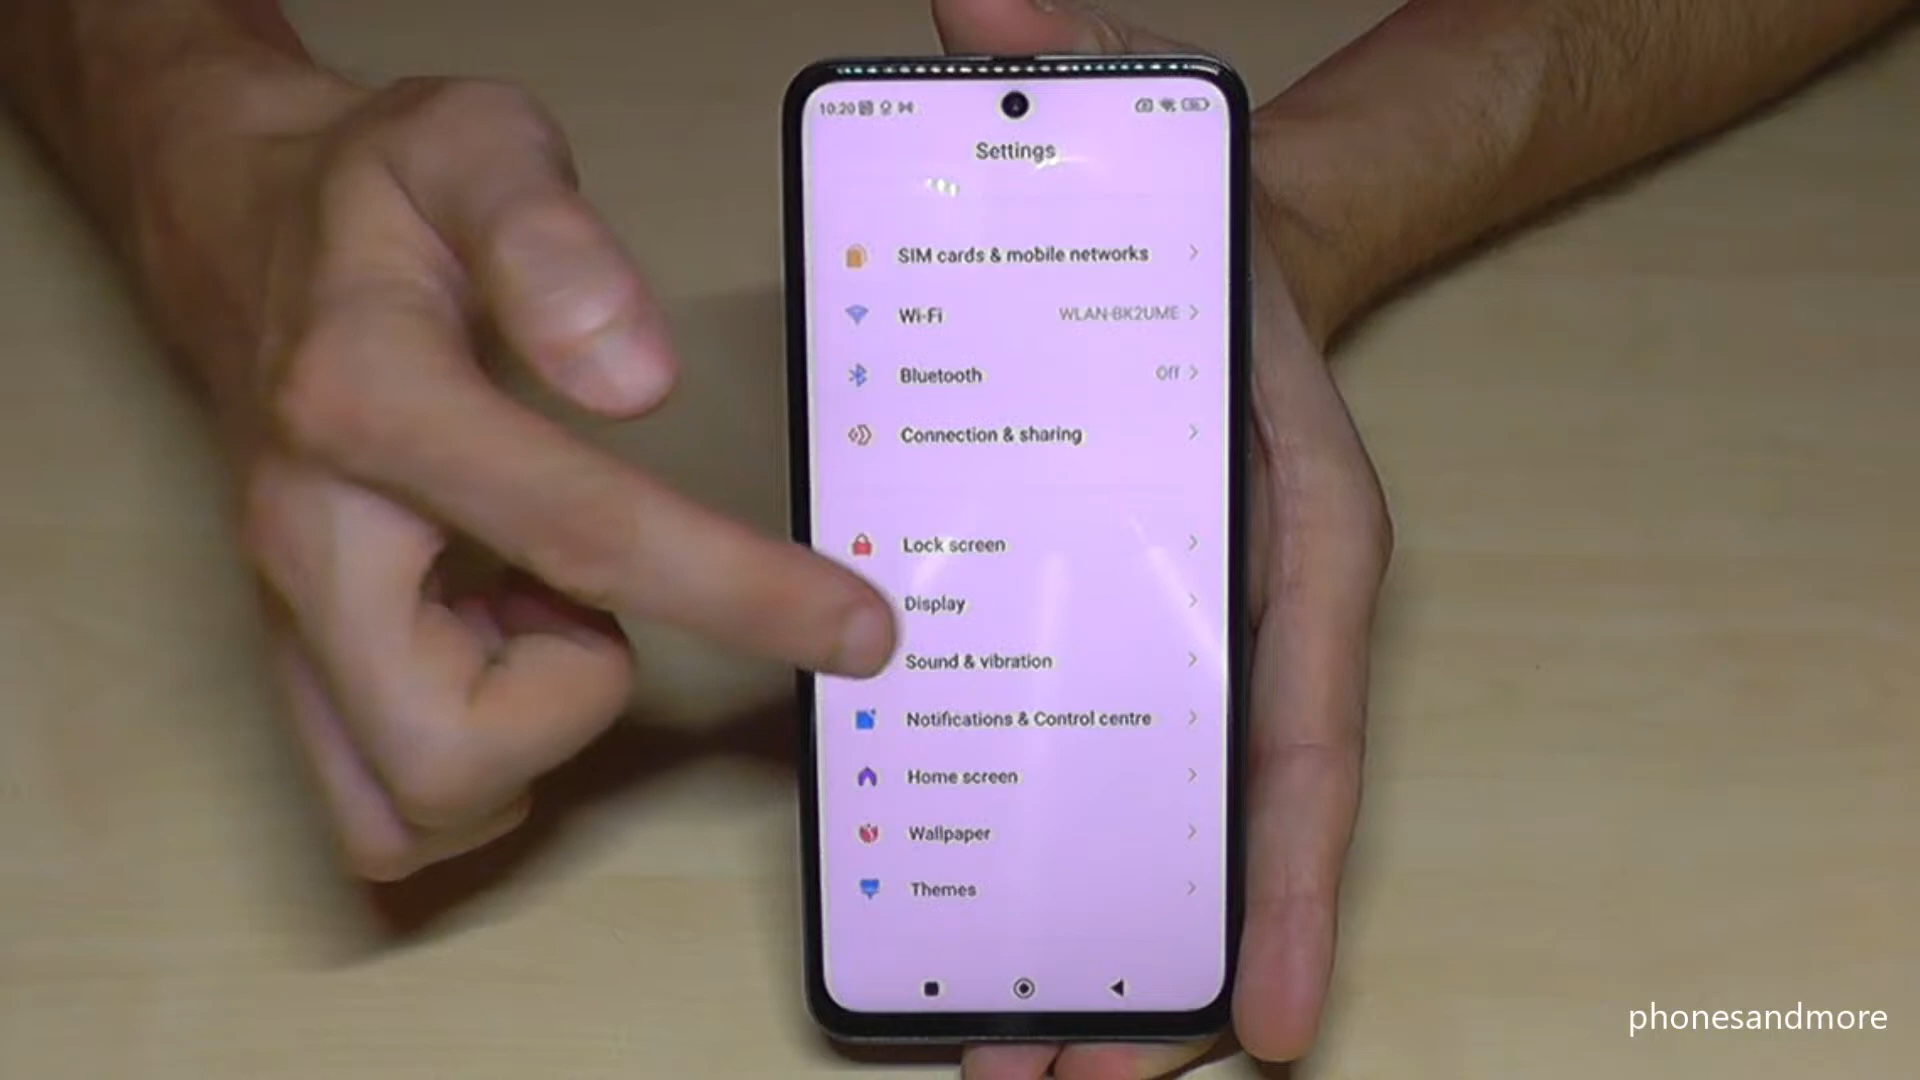 10:20
Settings
SIM cards & mobile networks
Wi-Fi WLAN-BK2UME
Bluetooth Off
Connection & sharing
Lock screen
Display
Sound & vibration
Notifications & Control centre
Home screen
Wallpaper
Themes
phonesandmore